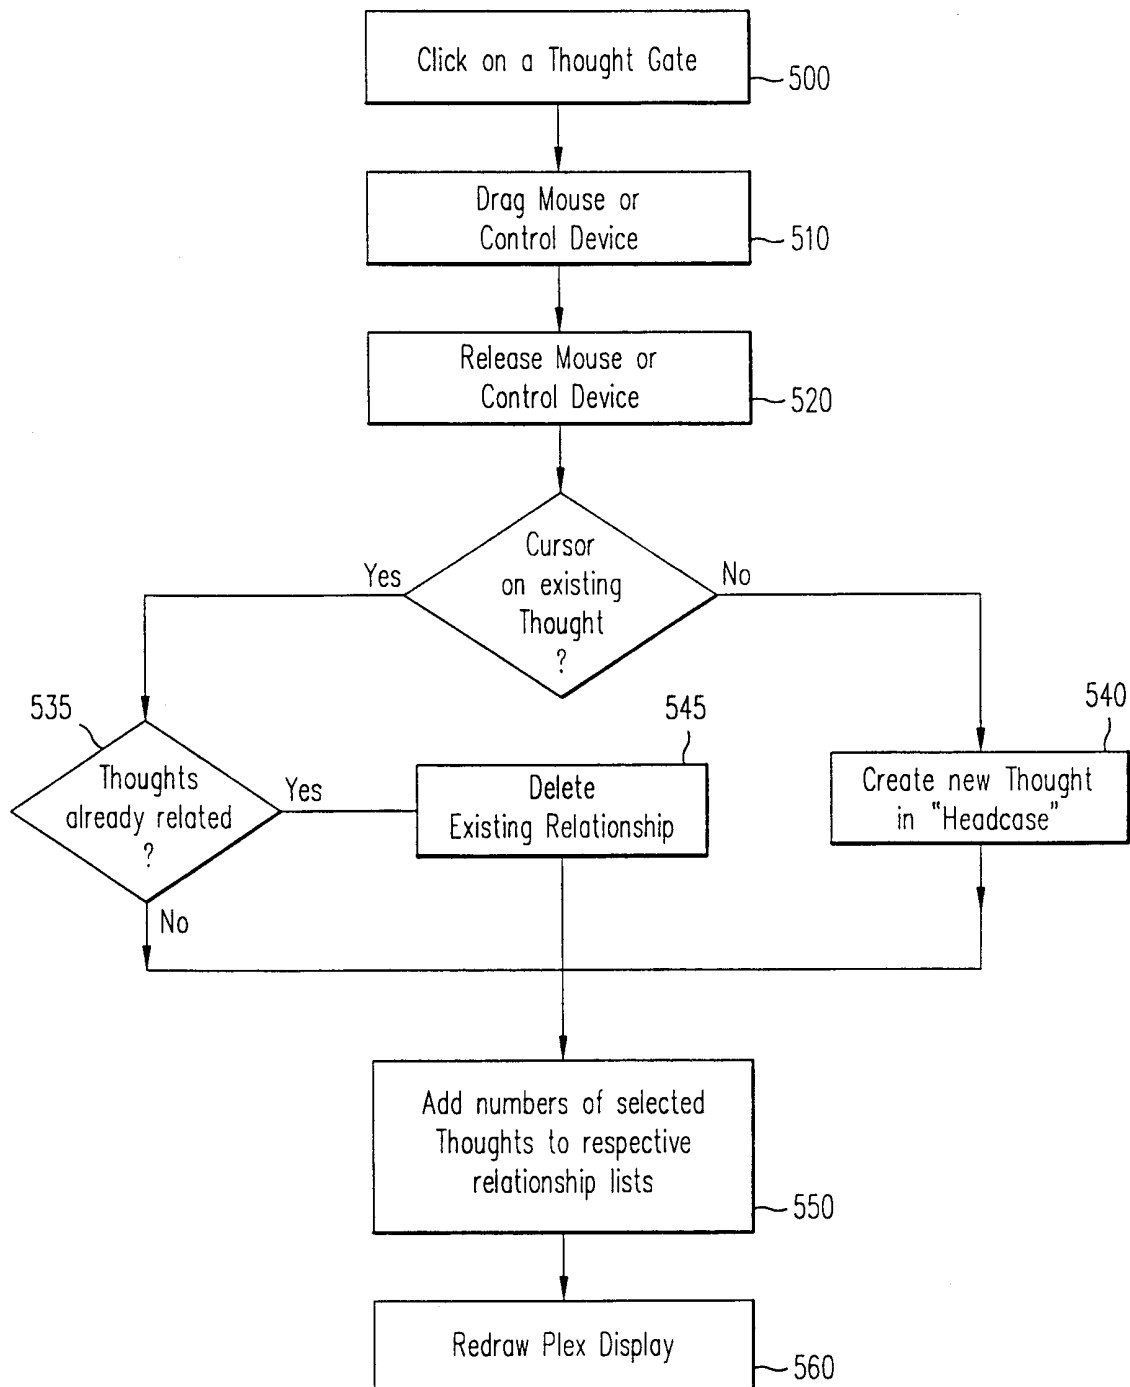 Click on a Thought Gate
500
Drag Mouse or
Control Device
510
Release Mouse or
Control Device
520
Cursor
on existing
Thought
?
Yes
No
535
Thoughts
already related
?
Yes
No
545
Delete
Existing Relationship
540
Create new Thought
in "Headcase"
Add numbers of selected
Thoughts to respective
relationship lists
550
Redraw Plex Display
560